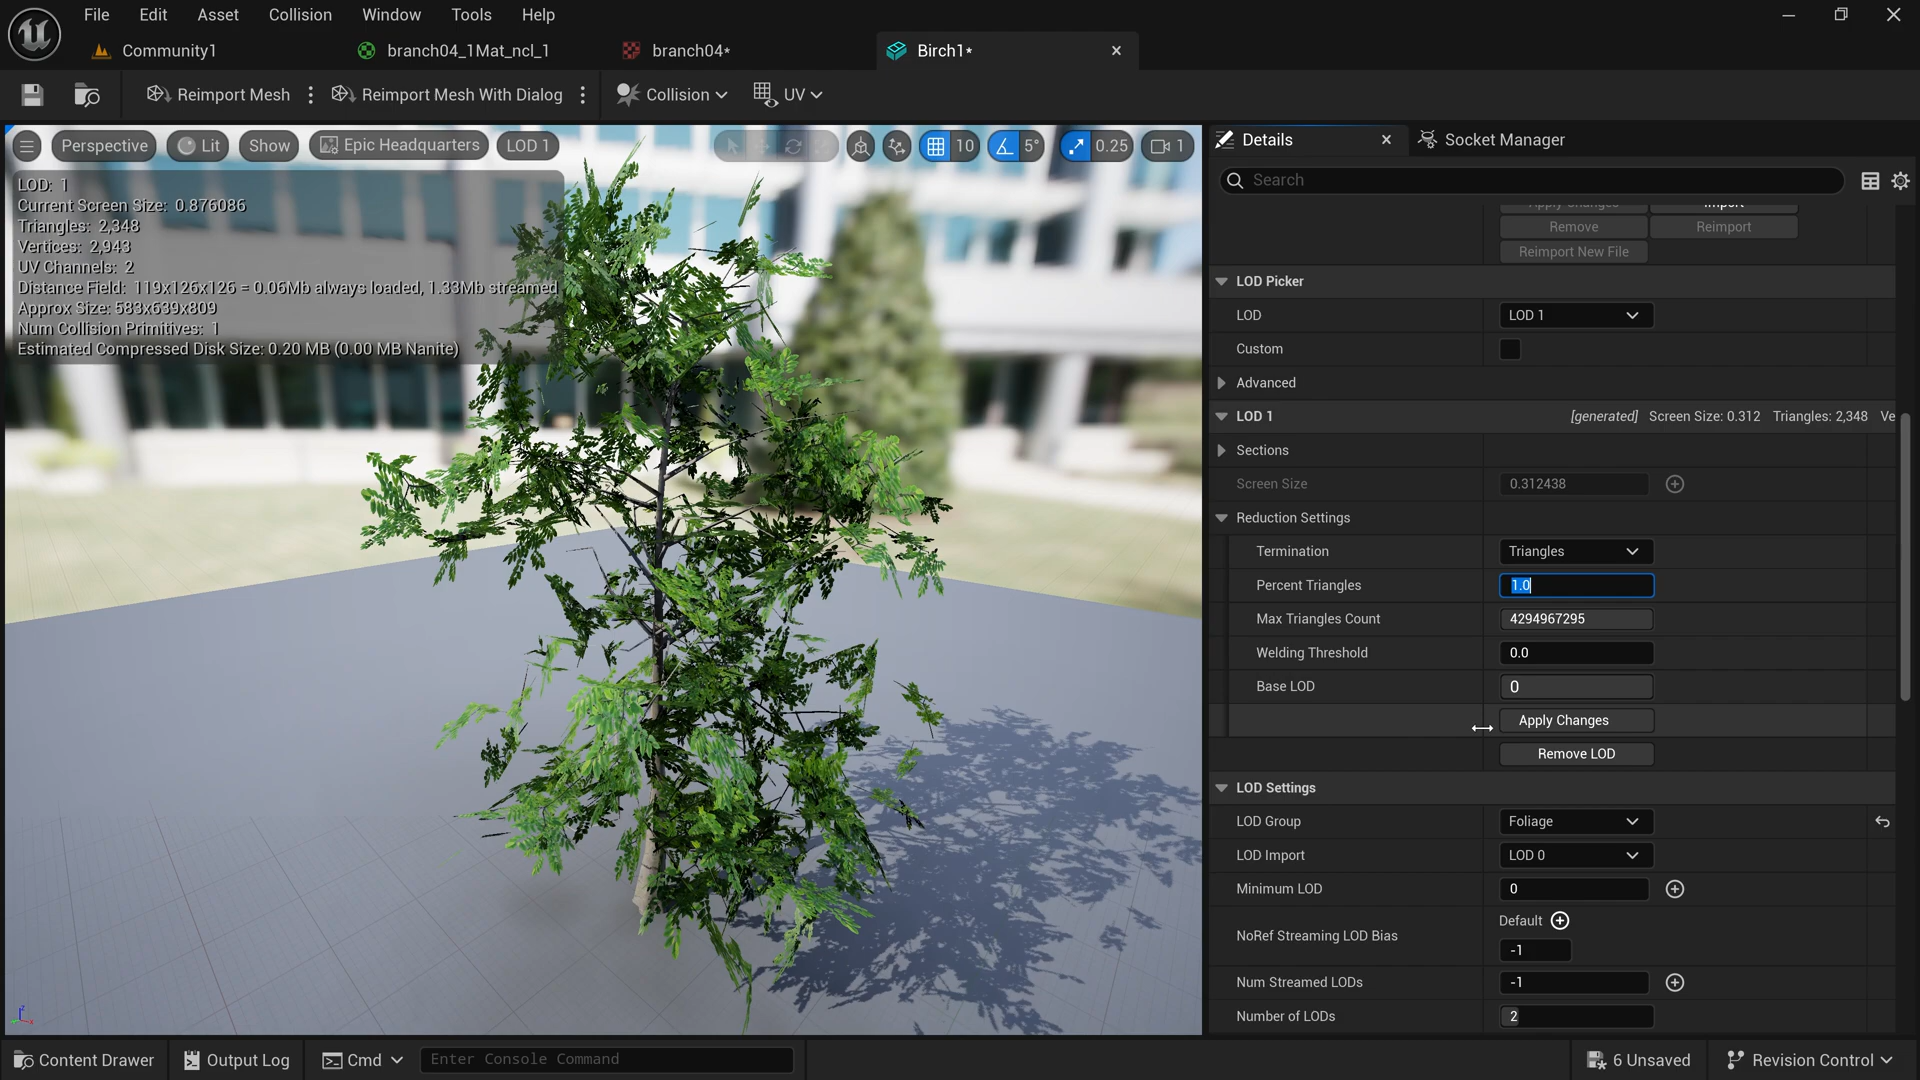 File Edit Asset Collision Window Tools Help
Community1 branch04_1Mat_ncl_1 branch04* Birch1*
Reimport Mesh Reimport Mesh With Dialog Collision UV
Perspective Lit Show Epic Headquarters LOD 1 10 5° 0.25 1
LOD: 1
Current Screen Size: 0.876086
Triangles: 2,348
Vertices: 2,943
UV Channels: 2
Distance Field: 119x126x126 = 0.06Mb always loaded, 1.33Mb streamed
Approx Size: 583x639x809
Num Collision Primitives: 1
Estimated Compressed Disk Size: 0.20 MB (0.00 MB Nanite)
Details Socket Manager
Search
Apply Changes Import
Remove Reimport
Reimport New File
LOD Picker
LOD LOD 1
Custom
Advanced
LOD 1 [generated] Screen Size: 0.312 Triangles: 2,348 Ve
Sections
Screen Size 0.312438
Reduction Settings
Termination Triangles
Percent Triangles 1.0
Max Triangles Count 4294967295
Welding Threshold 0.0
Base LOD 0
Apply Changes
Remove LOD
LOD Settings
LOD Group Foliage
LOD Import LOD 0
Minimum LOD 0
Default
NoRef Streaming LOD Bias
-1
Num Streamed LODs -1
Number of LODs 2
Content Drawer Output Log Cmd Enter Console Command 6 Unsaved Revision Control